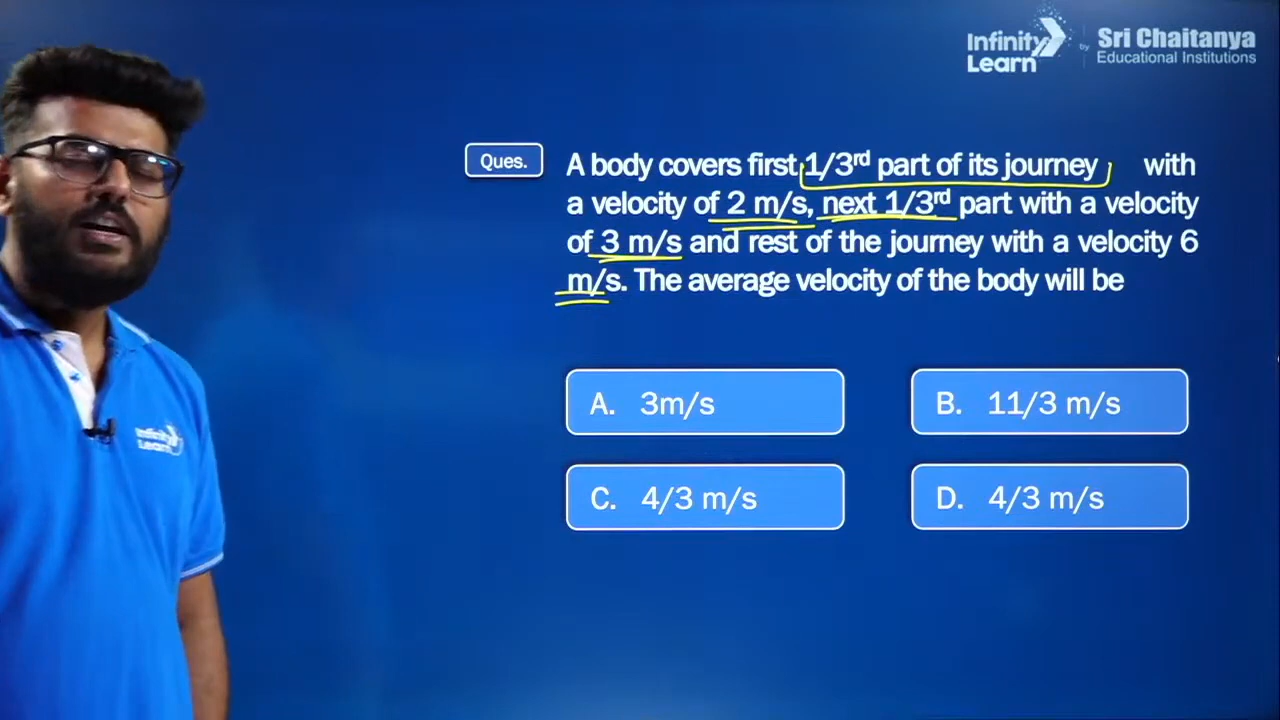 Infinity Learn by Sri Chaitanya
Educational Institutions
Ques. A body covers first 1/3rd part of its journey with
a velocity of 2 m/s, next 1/3rd part with a velocity
of 3 m/s and rest of the journey with a velocity 6
m/s. The average velocity of the body will be
A. 3m/s
B. 11/3 m/s
C. 4/3 m/s
D. 4/3 m/s
Infinity
Learn